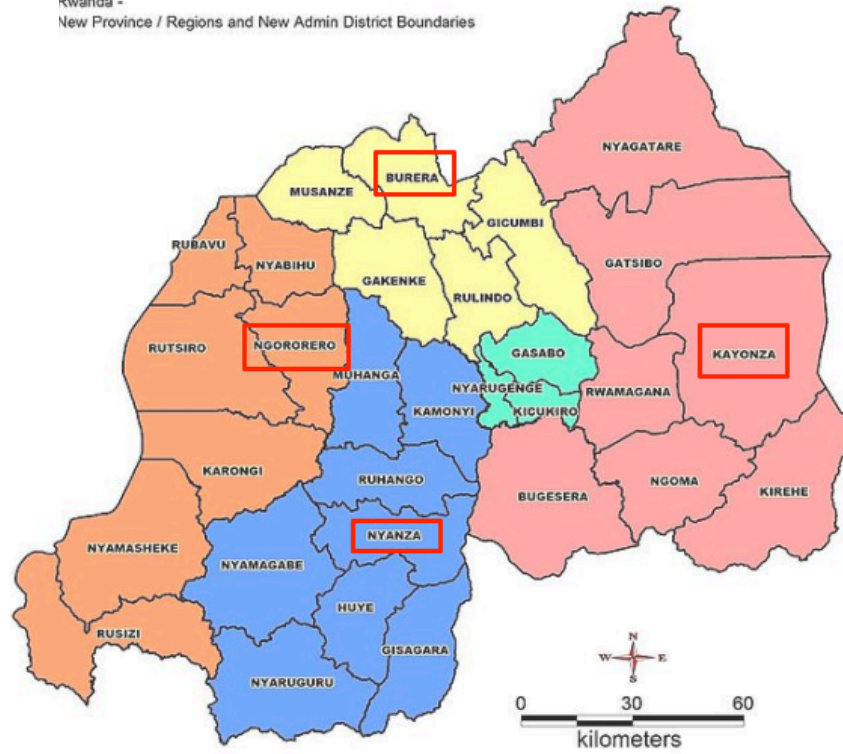 Rwanda -
New Province / Regions and New Admin District Boundaries
NYAGATARE
BURERA
MUSANZE
GICUMBI
RUBAVU
NYABIHU
GATSIBO
GAKENKE
RULINDO
RUTSIRO
NGORORERO
GASABO
KAYONZA
MUHANGA
NYARUGENGE
RWAMAGANA
KAMONYI
KICUKIRO
KARONGI
RUHANGO
NGOMA
BUGESERA
KIREHE
NYANZA
NYAMASHEKE
NYAMAGABE
HUYE
RUSIZI
GISAGARA
NYARUGURU
N
W E
S
0 30 60
kilometers